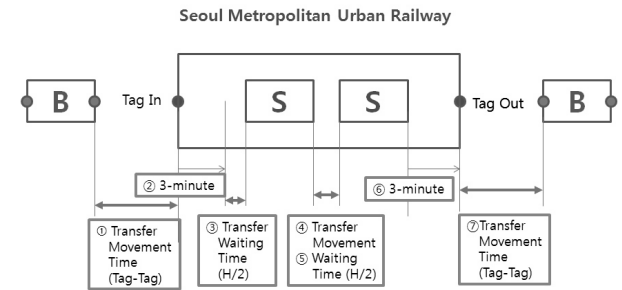 Seoul Metropolitan Urban Railway
B
Tag In
S
S
Tag Out
B
② 3-minute
⑥ 3-minute
① Transfer
Movement
Time
(Tag-Tag)
③ Transfer
Waiting
Time
(H/2)
④ Transfer
Movement
⑤ Waiting
Time (H/2)
⑦Transfer
Movement
Time
(Tag-Tag)